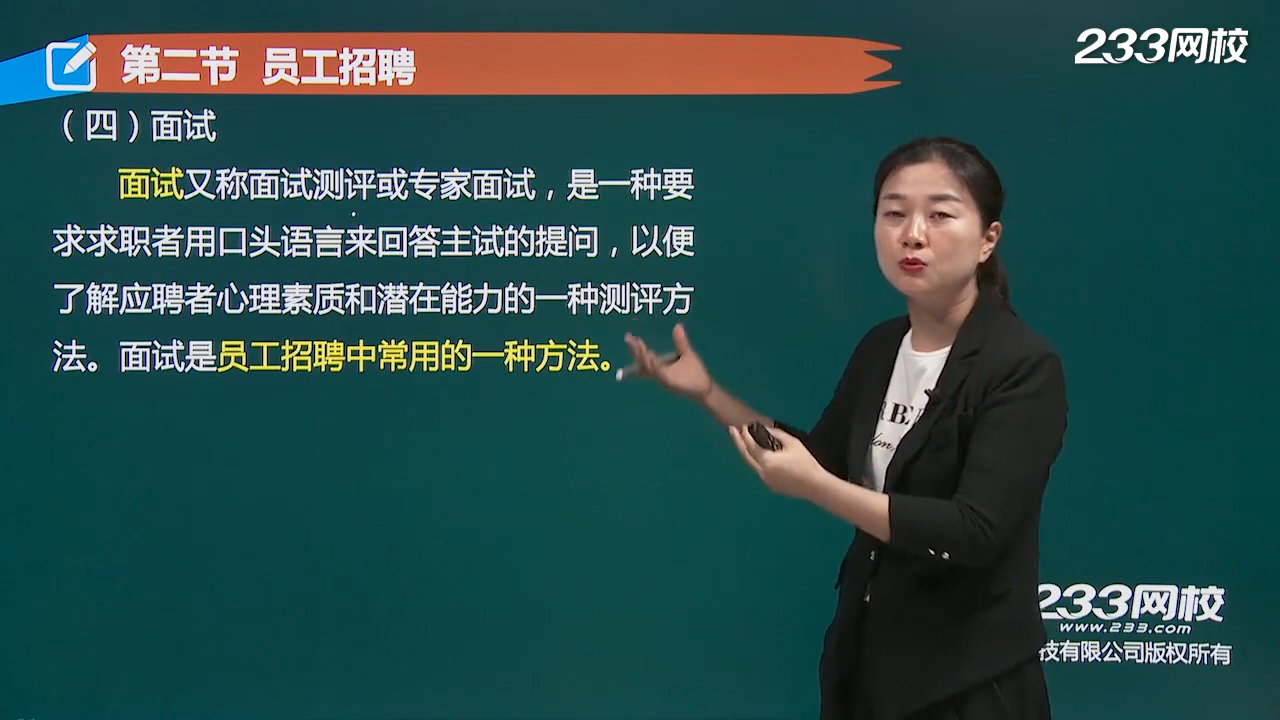 233网校
第二节 员工招聘
（四）面试
面试又称面试测评或专家面试，是一种要
求求职者用口头语言来回答主试的提问，以便
了解应聘者心理素质和潜在能力的一种测评方
法。面试是员工招聘中常用的一种方法。
233网校
www.233.com
技有限公司版权所有